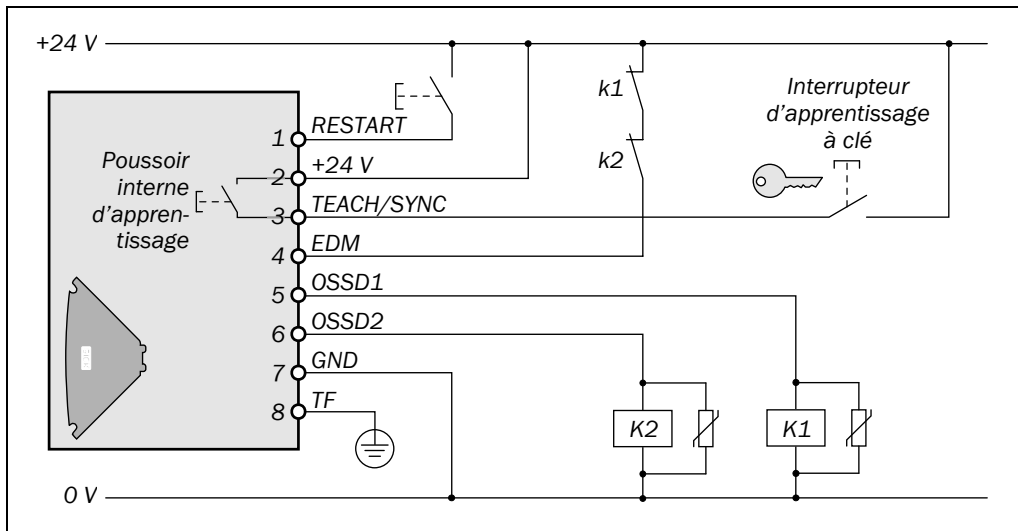 +24 V
k1
k2
Interrupteur
d'apprentissage
à clé
Poussoir
interne
d'appren-
tissage
1 RESTART
2 +24 V
3 TEACH/SYNC
4 EDM
5 OSSD1
6 OSSD2
7 GND
8 TF
K2
K1
0 V